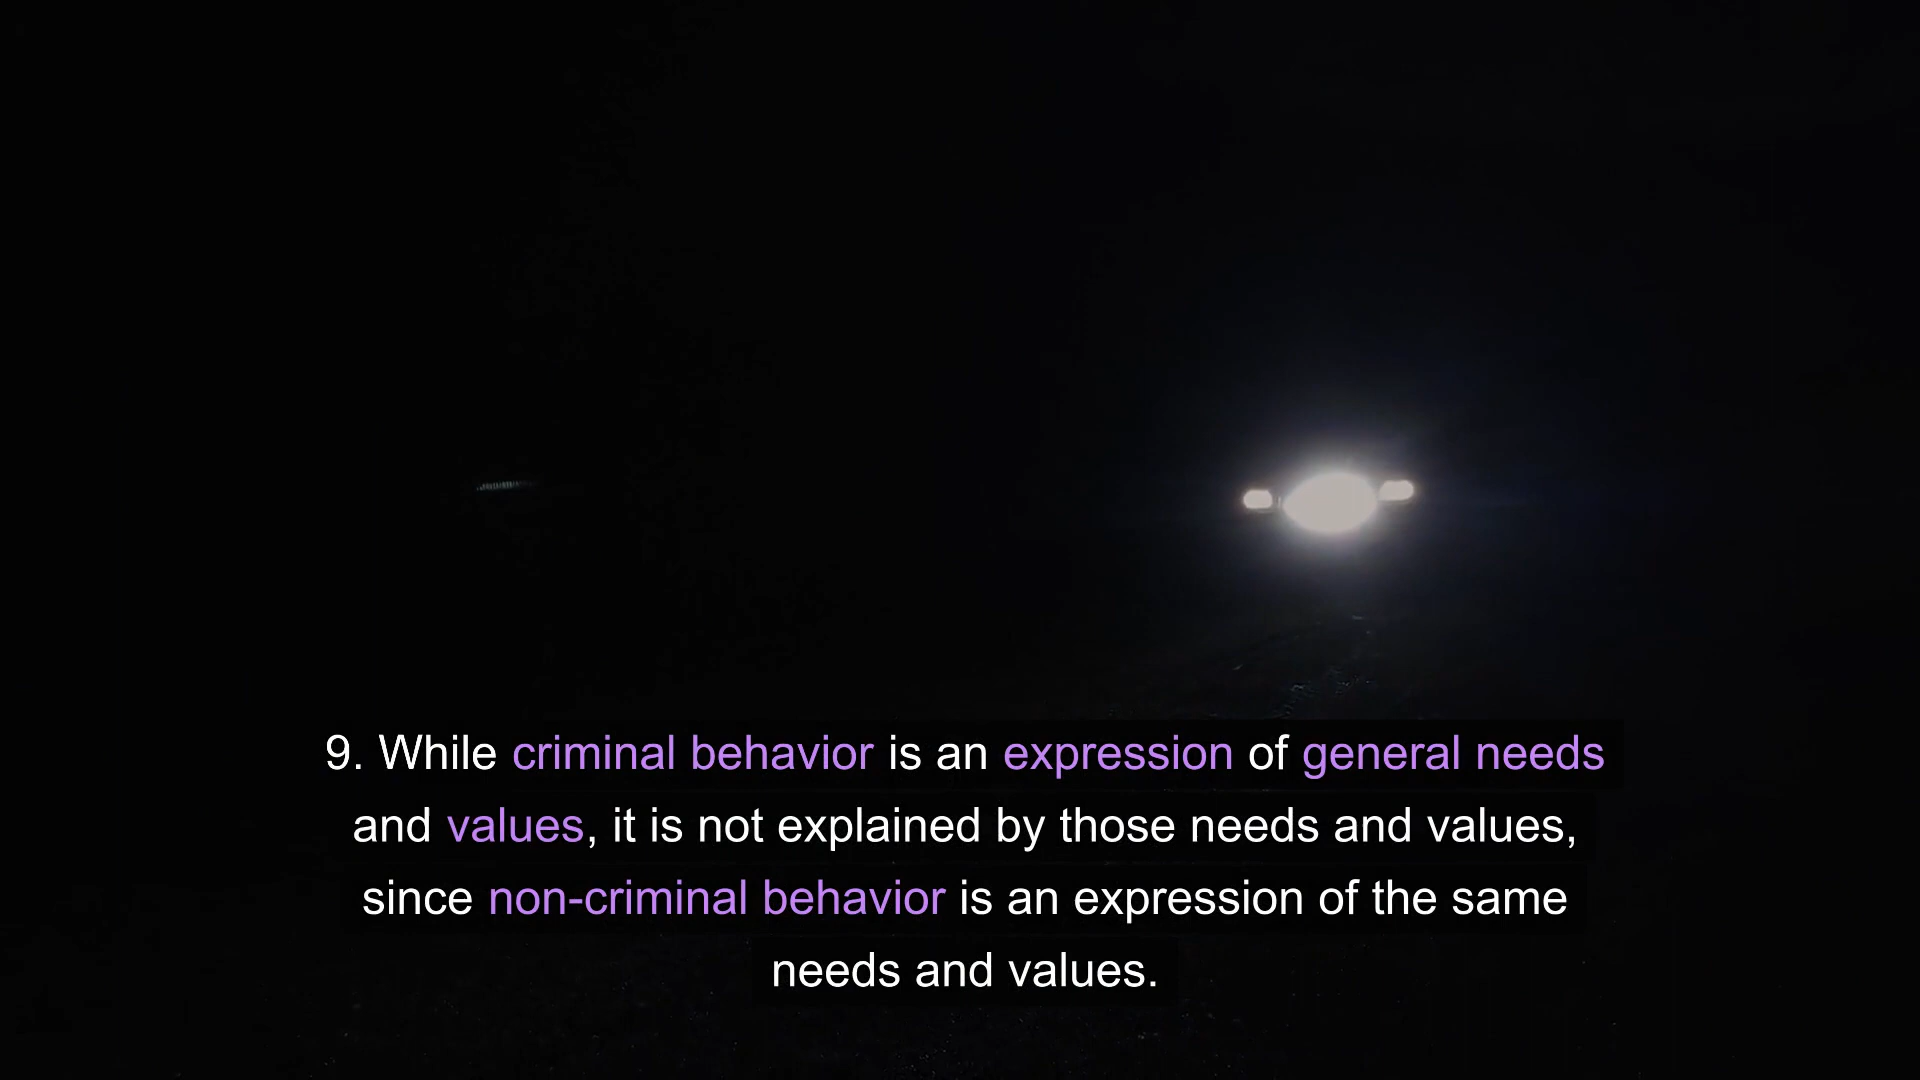 9. While criminal behavior is an expression of general needs
and values, it is not explained by those needs and values,
since non-criminal behavior is an expression of the same
needs and values.